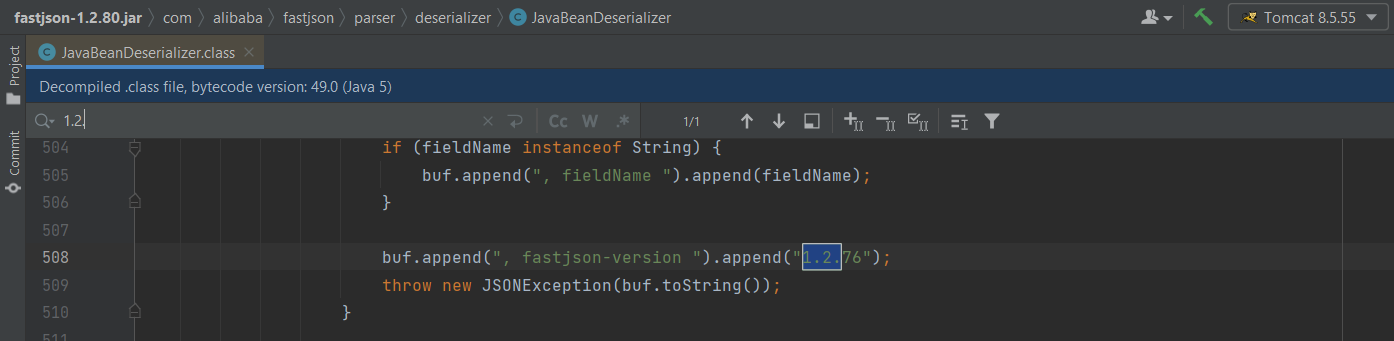 fastjson-1.2.80.jar com alibaba fastjson parser deserializer JavaBeanDeserializer Tomcat 8.5.55
Project
Commit
JavaBeanDeserializer.class
Decompiled .class file, bytecode version: 49.0 (Java 5)
1.2. Cc W .* 1/1
504 if (fieldName instanceof String) {
505 buf.append(", fieldName ").append(fieldName);
506 }
507
508 buf.append(", fastjson-version ").append("1.2.76");
509 throw new JSONException(buf.toString());
510 }
511